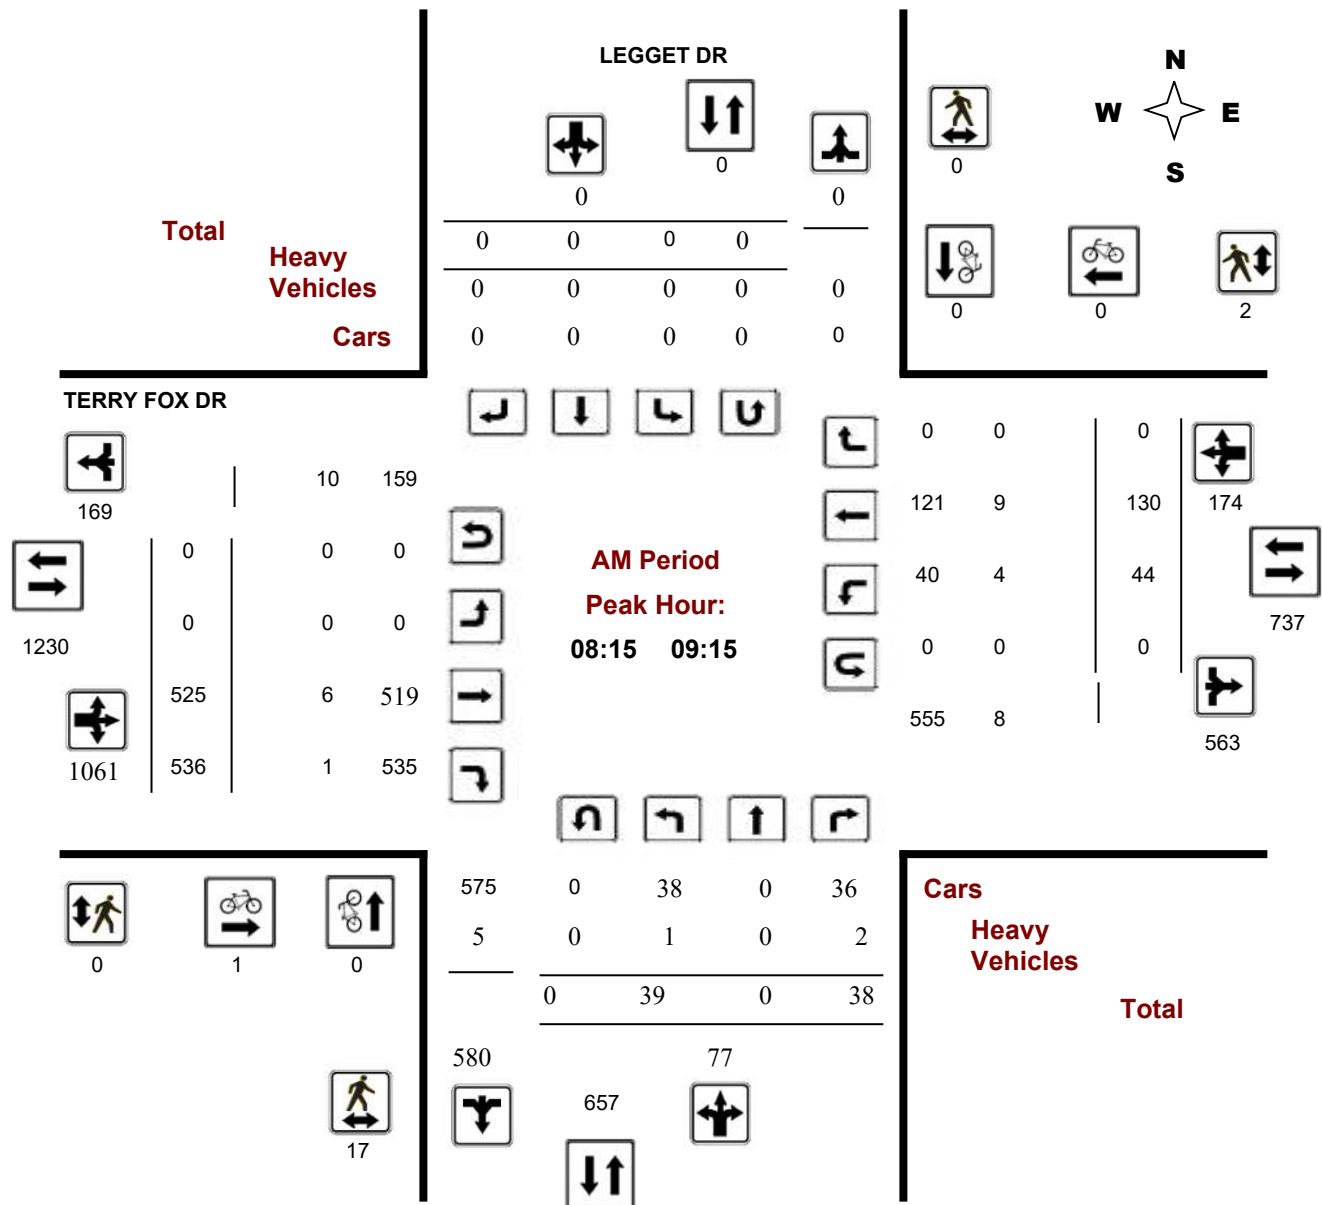 LEGGET DR
N
W E
S
0
0
0
0 0
Total
0 0 0 0
Heavy
Vehicles
0 0 0 0 0
Cars
0 0 0 0 0
0 0 2
TERRY FOX DR
169
10 159
0 0 0
0 0 0
1230
525 6 519
1061
536 1 535
AM Period
Peak Hour:
08:15 09:15
0 0 0
121 9 130 174
40 4 44
737
0 0 0
555 8
563
575 0 38 0 36
5 0 1 0 2
0 39 0 38
580 77
657
Cars
Heavy
Vehicles
Total
0 1 0
17